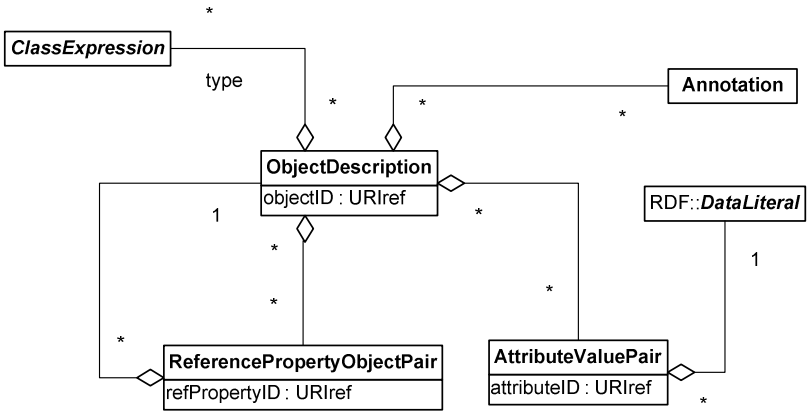 *
ClassExpression
type
*
*
*
Annotation
ObjectDescription
objectID : URIref
1
*
*
RDF::DataLiteral
1
*
*
*
ReferencePropertyObjectPair
refPropertyID : URIref
AttributeValuePair
attributeID : URIref
*